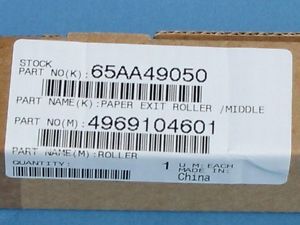 STOCK
PART NO(K): 65AA49050
PART NAME(K): PAPER EXIT ROLLER /MIDDLE
PART NO(M): 4969104601
PART NAME(M): ROLLER
QUANTITY: 1 U.M: EACH
MADE IN: China